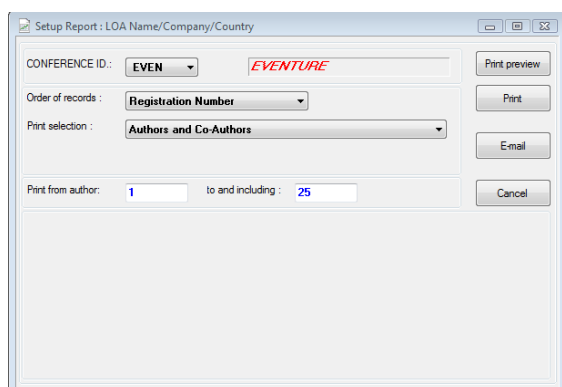 Setup Report : LOA Name/Company/Country
CONFERENCE ID.: EVEN EVENTURE Print preview
Order of records : Registration Number Print
Print selection : Authors and Co-Authors
E-mail
Print from author: 1 to and including : 25 Cancel